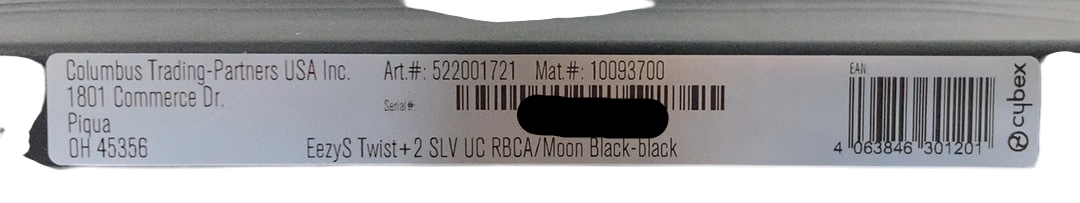 Columbus Trading-Partners USA Inc.
1801 Commerce Dr.
Piqua
OH 45356
Art.#: 522001721 Mat.#: 10093700
Serial#:
EezyS Twist+2 SLV UC RBCA/Moon Black-black
EAN
4 063846 301201
cybex